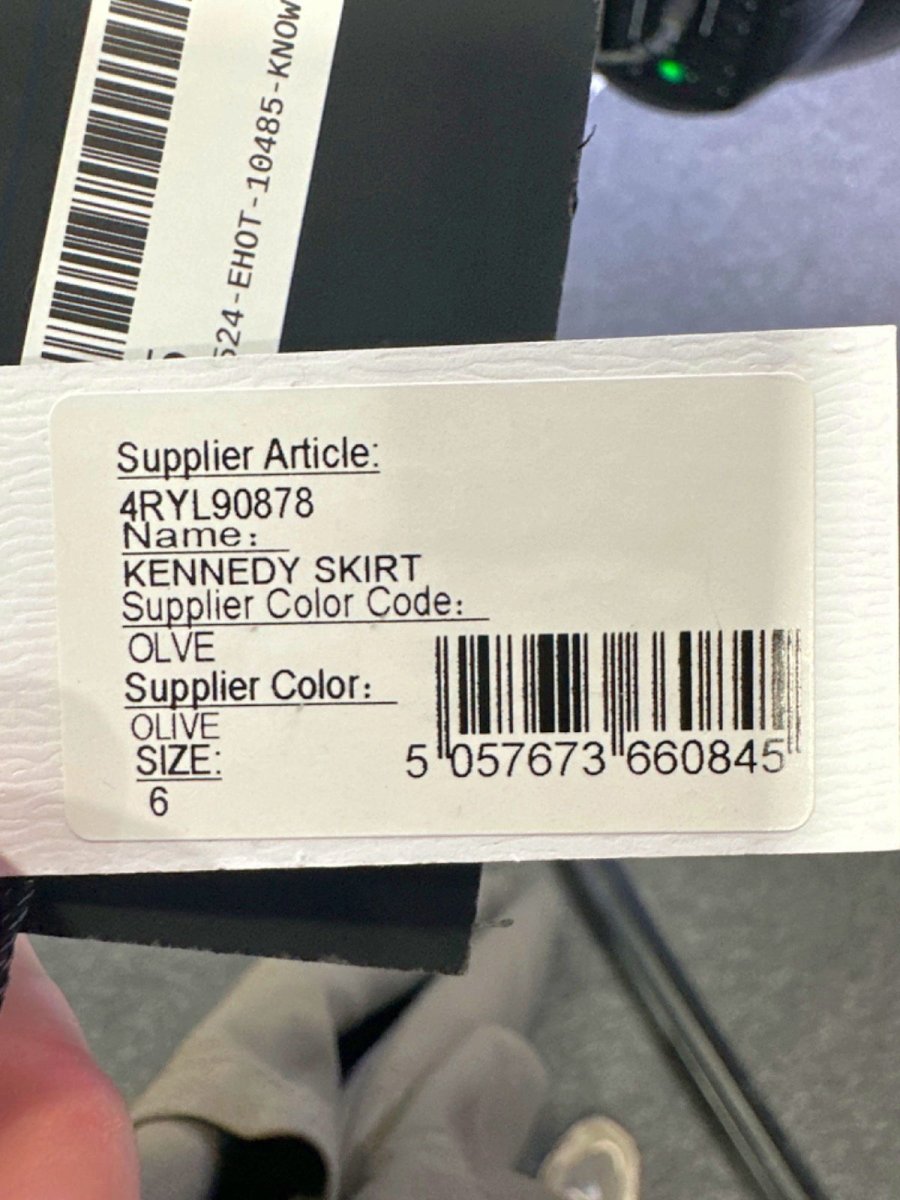 524-EHOT-10485-KNOW
Supplier Article:
4RYL90878
Name:
KENNEDY SKIRT
Supplier Color Code:
OLVE
Supplier Color:
OLIVE
SIZE:
6
5 057673 660845